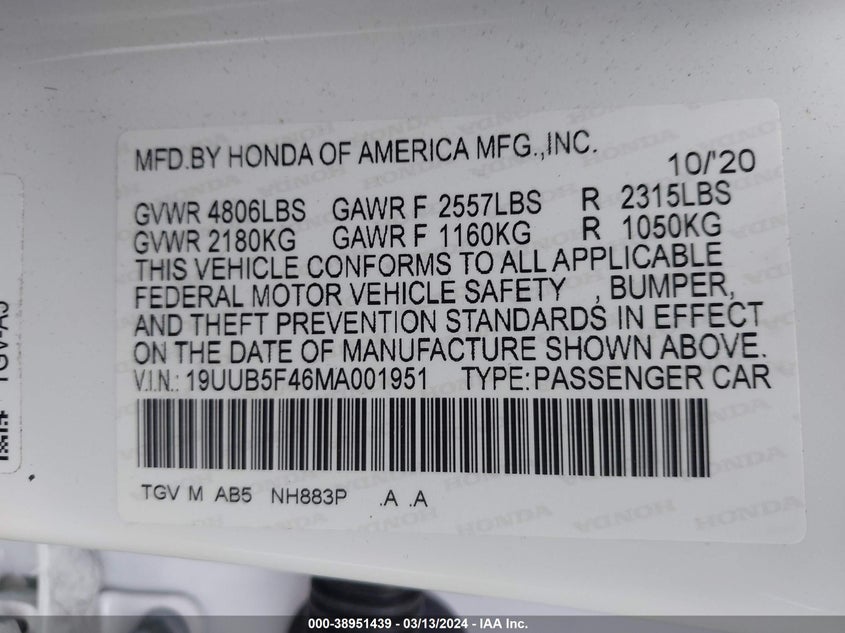 MFD.BY HONDA OF AMERICA MFG.,INC. 10/'20
GVWR 4806LBS GAWR F 2557LBS R 2315LBS
GVWR 2180KG GAWR F 1160KG R 1050KG
THIS VEHICLE CONFORMS TO ALL APPLICABLE
FEDERAL MOTOR VEHICLE SAFETY , BUMPER,
AND THEFT PREVENTION STANDARDS IN EFFECT
ON THE DATE OF MANUFACTURE SHOWN ABOVE.
V.I.N.: 19UUB5F46MA001951 TYPE:PASSENGER CAR
TGV M AB5 NH883P .A .A
TGV-A5
000-38951439 - 03/13/2024 - IAA Inc.